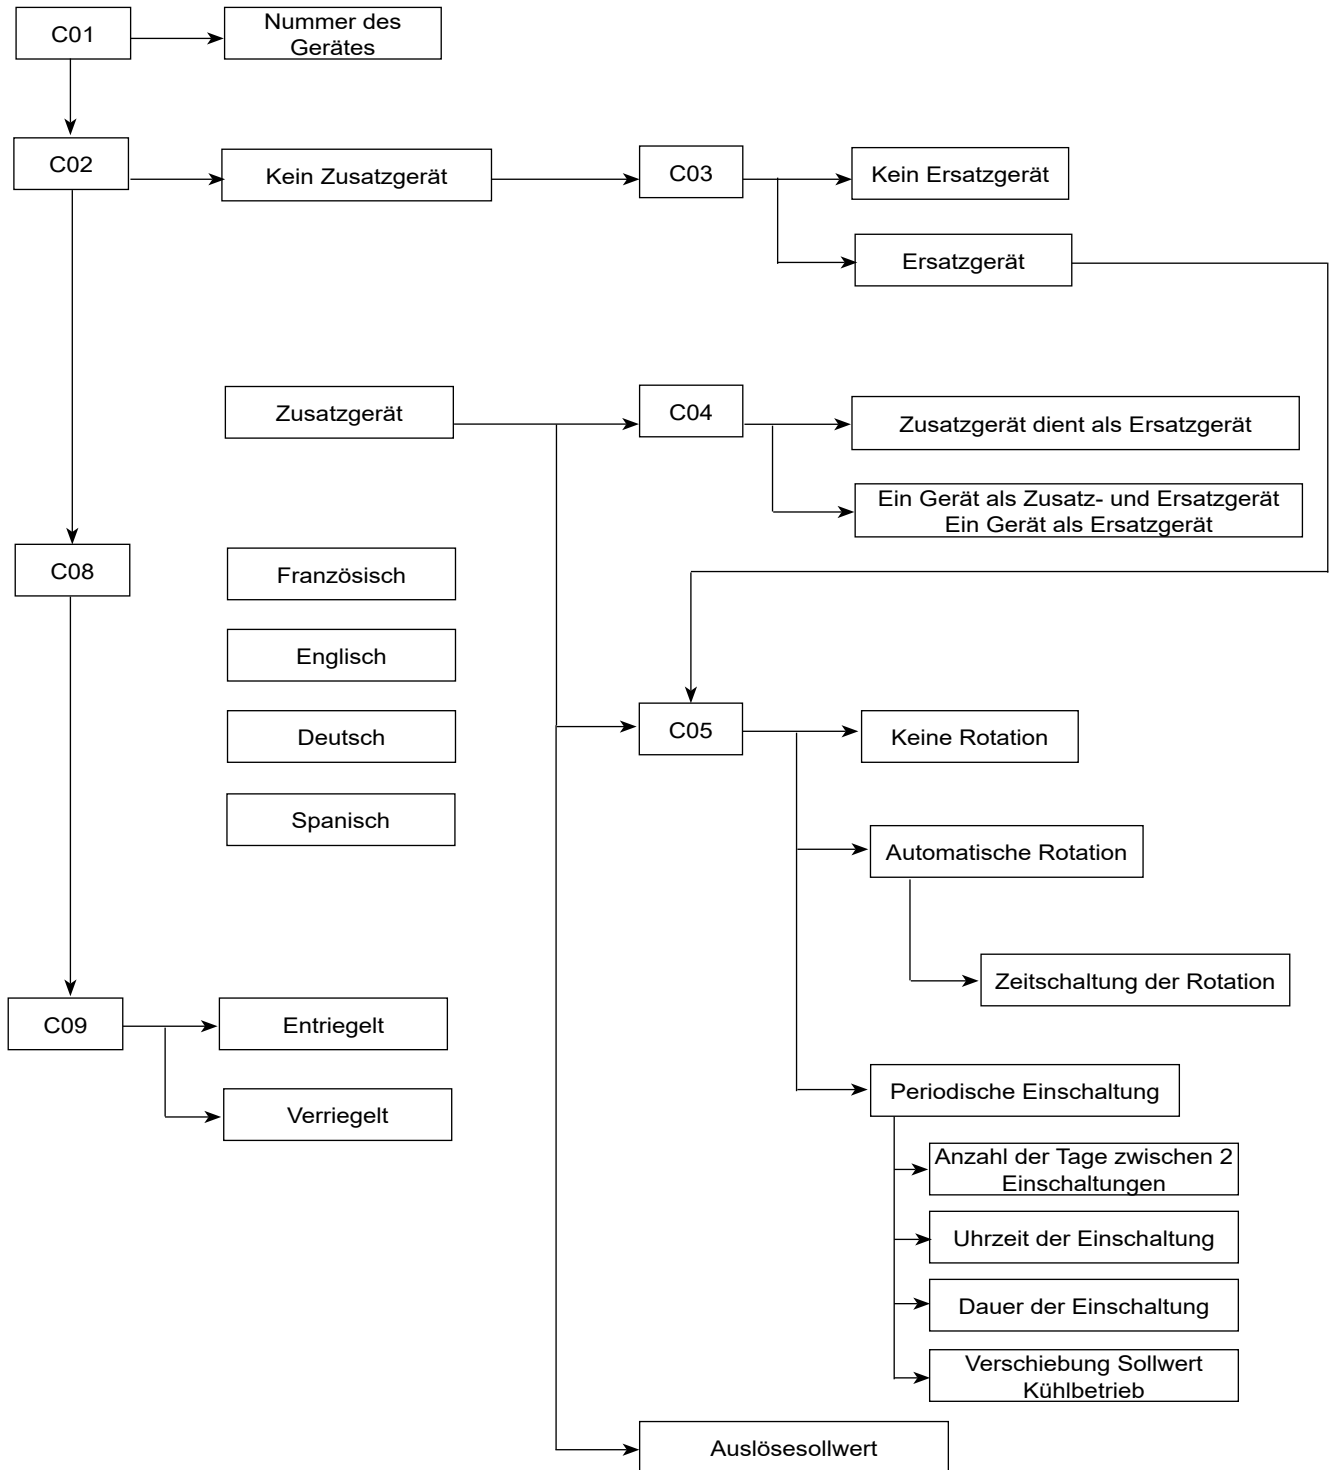 C01
Nummer des
Gerätes
C02
Kein Zusatzgerät
C03
Kein Ersatzgerät
Ersatzgerät
Zusatzgerät
C04
Zusatzgerät dient als Ersatzgerät
Ein Gerät als Zusatz- und Ersatzgerät
Ein Gerät als Ersatzgerät
C08
Französisch
Englisch
Deutsch
Spanisch
C05
Keine Rotation
Automatische Rotation
Zeitschaltung der Rotation
C09
Entriegelt
Verriegelt
Periodische Einschaltung
Anzahl der Tage zwischen 2
Einschaltungen
Uhrzeit der Einschaltung
Dauer der Einschaltung
Verschiebung Sollwert
Kühlbetrieb
Auslösesollwert